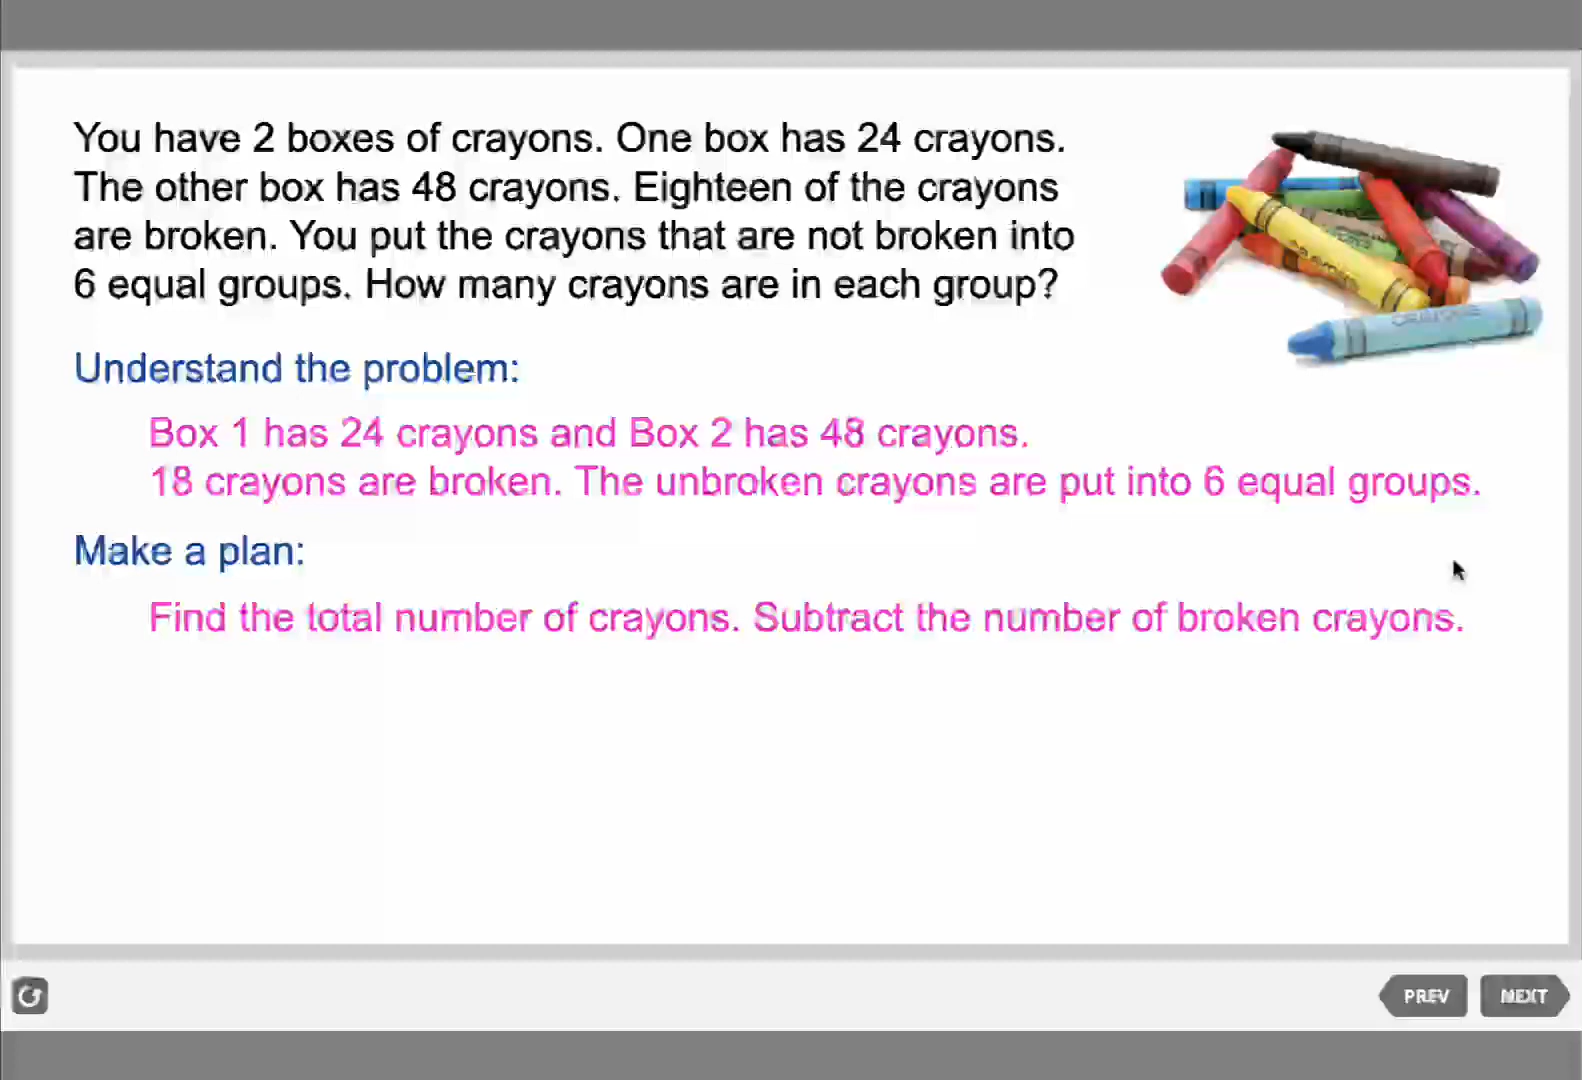 You have 2 boxes of crayons. One box has 24 crayons.
The other box has 48 crayons. Eighteen of the crayons
are broken. You put the crayons that are not broken into
6 equal groups. How many crayons are in each group?
Understand the problem:
Box 1 has 24 crayons and Box 2 has 48 crayons.
18 crayons are broken. The unbroken crayons are put into 6 equal groups.
Make a plan:
Find the total number of crayons. Subtract the number of broken crayons.
PREV
NEXT